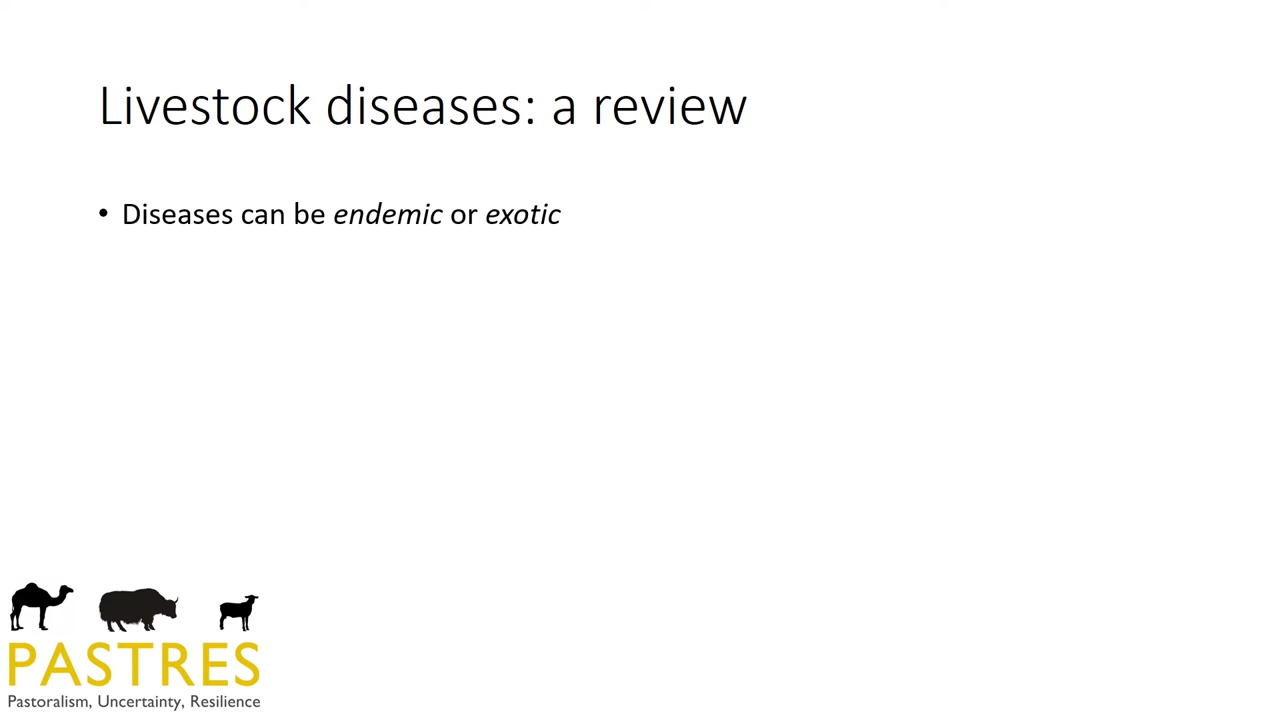 Livestock diseases: a review
• Diseases can be endemic or exotic
PASTRES
Pastoralism, Uncertainty, Resilience